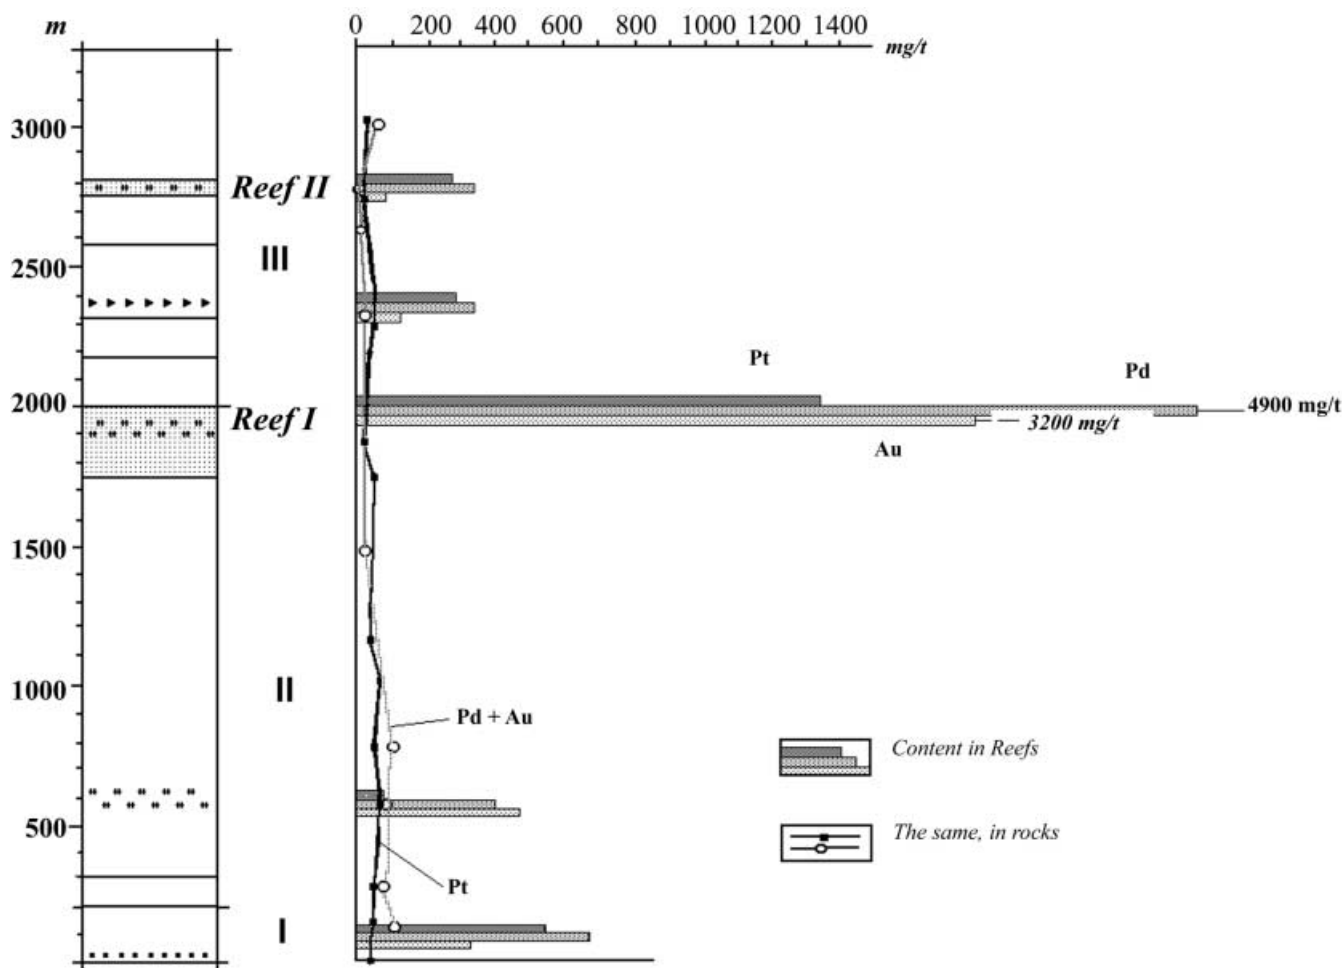 m
0 200 400 600 1000 1200 1400
mg/t
3000
Reef II
III
2500
Pt
Pd
2000
Reef I
4900 mg/t
3200 mg/t
Au
1500
1000
II
Pd + Au
Content in Reefs
500
The same, in rocks
Pt
I